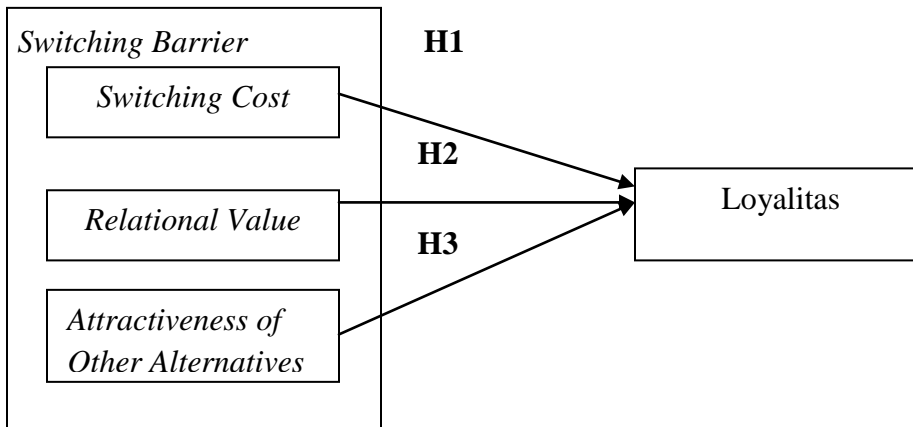 Switching Barrier
H1
Switching Cost
H2
Relational Value
Loyalitas
H3
Attractiveness of
Other Alternatives